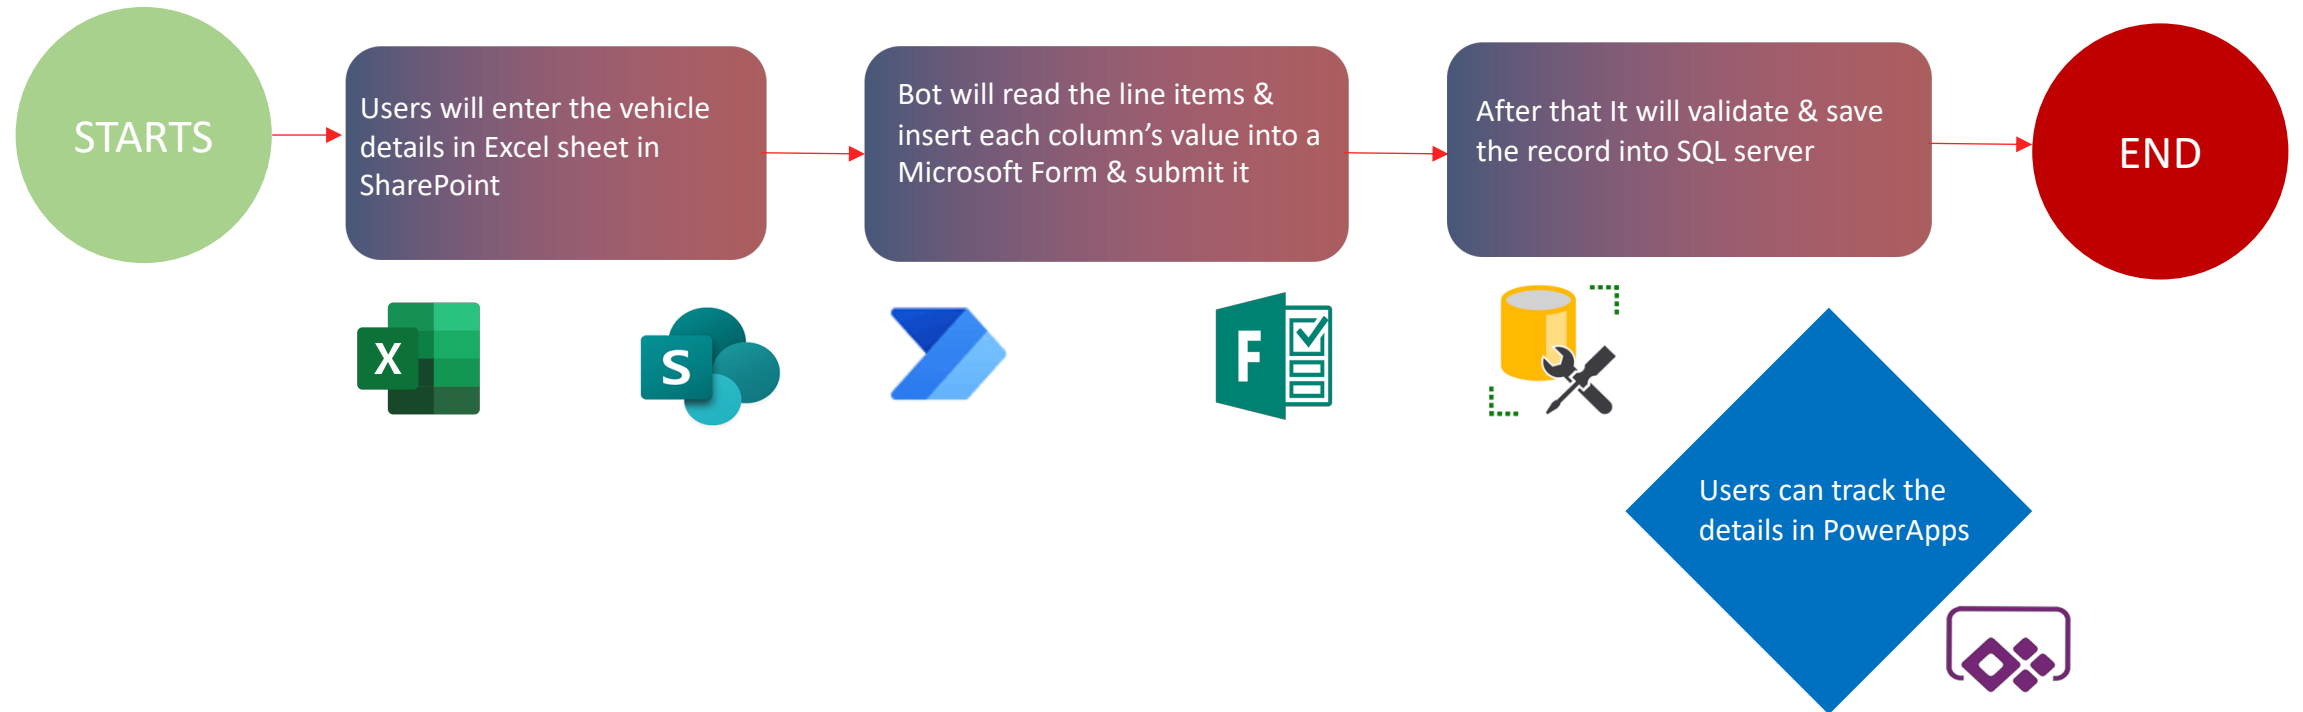 STARTS
Users will enter the vehicle
details in Excel sheet in
SharePoint
Bot will read the line items &
insert each column’s value into a
Microsoft Form & submit it
After that It will validate & save
the record into SQL server
END
X
S
F
Users can track the
details in PowerApps